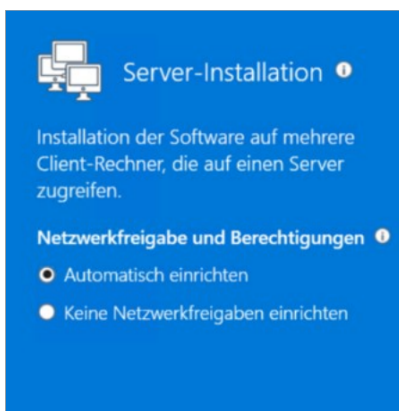 Server-Installation
Installation der Software auf mehrere
Client-Rechner, die auf einen Server
zugreifen.
Netzwerkfreigabe und Berechtigungen
Automatisch einrichten
Keine Netzwerkfreigaben einrichten